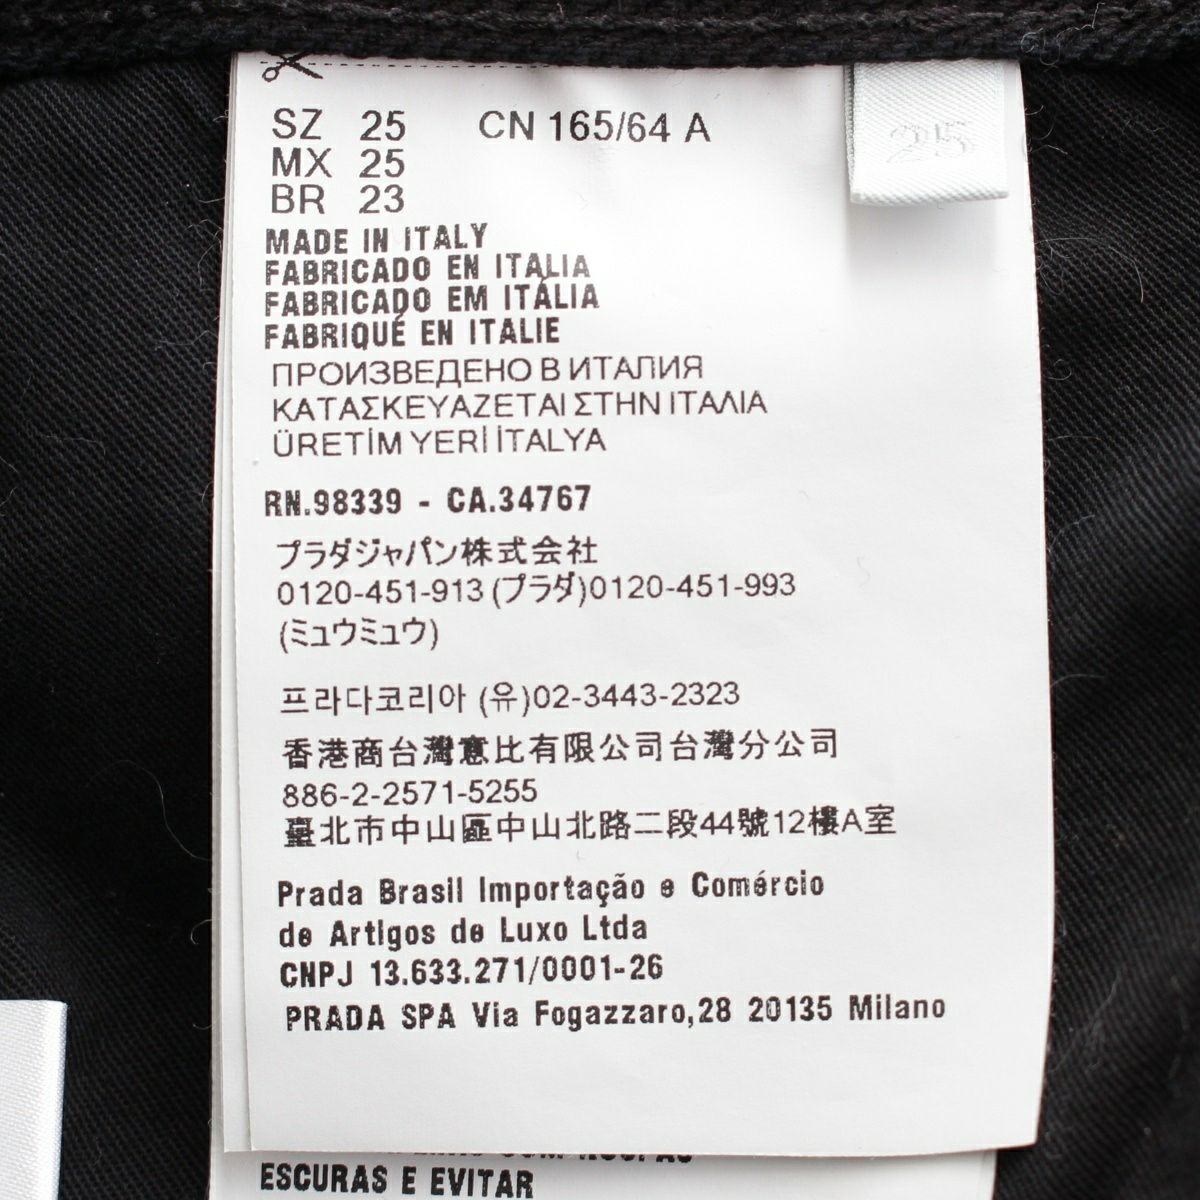 SZ 25 CN 165/64 A
25
MX 25
BR 23
MADE IN ITALY
FABRICADO EN ITALIA
FABRICADO EM ITÁLIA
FABRIQUÉ EN ITALIE
ПРОИЗВЕДЕНО В ИТАЛИЯ
ΚΑΤΑΣΚΕΥΑΖΕΤΑΙ ΣΤΗΝ ΙΤΑΛΙΑ
ÜRETİM YERİ İTALYA
RN.98339 - CA.34767
プラダジャパン株式会社
0120-451-913 (プラダ)0120-451-993
(ミュウミュウ)
프라다코리아 (유)02-3443-2323
香港商台灣意比有限公司台灣分公司
886-2-2571-5255
臺北市中山區中山北路二段44號12樓A室
Prada Brasil Importação e Comércio
de Artigos de Luxo Ltda
CNPJ 13.633.271/0001-26
PRADA SPA Via Fogazzaro,28 20135 Milano
ESCURAS E EVITAR